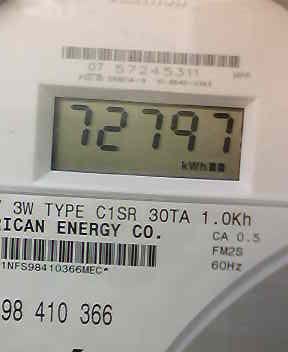 07 57245311
72797
kWh
3W TYPE C1SR 30TA 1.0Kh
RICAN ENERGY CO.
CA 0.5
FM2S
1NFS98410366MEC*
60Hz
98 410 366